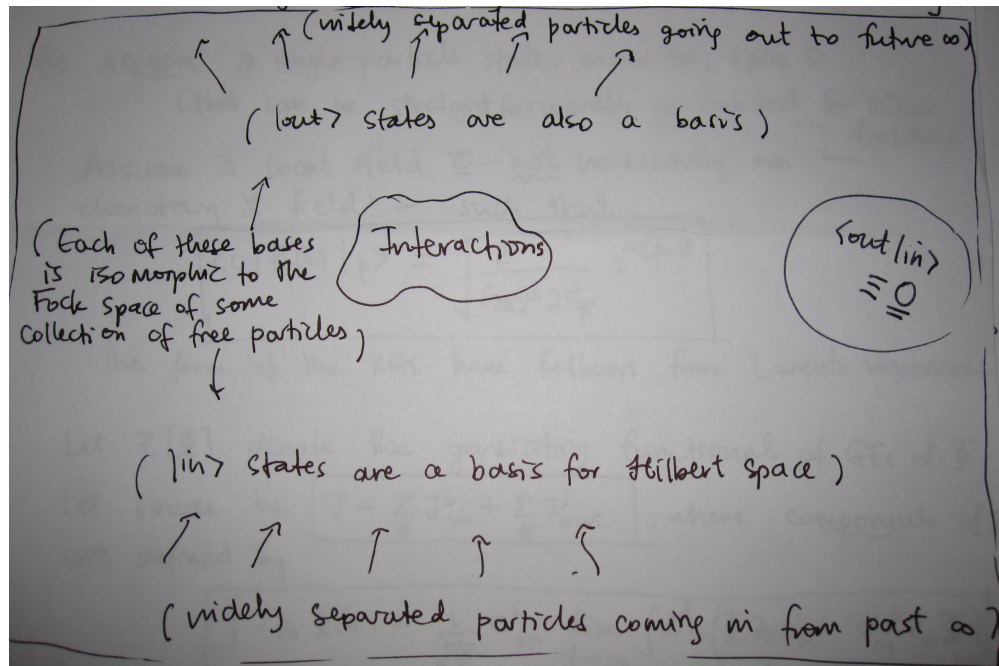 (widely separated particles going out to future ∞)
( |out> states are also a basis )
( Each of these bases
is isomorphic to the
Fock space of some
collection of free particles )
Interactions
<out|in>
≡ S
( |in> states are a basis for Hilbert space )
( widely separated particles coming in from past ∞ )